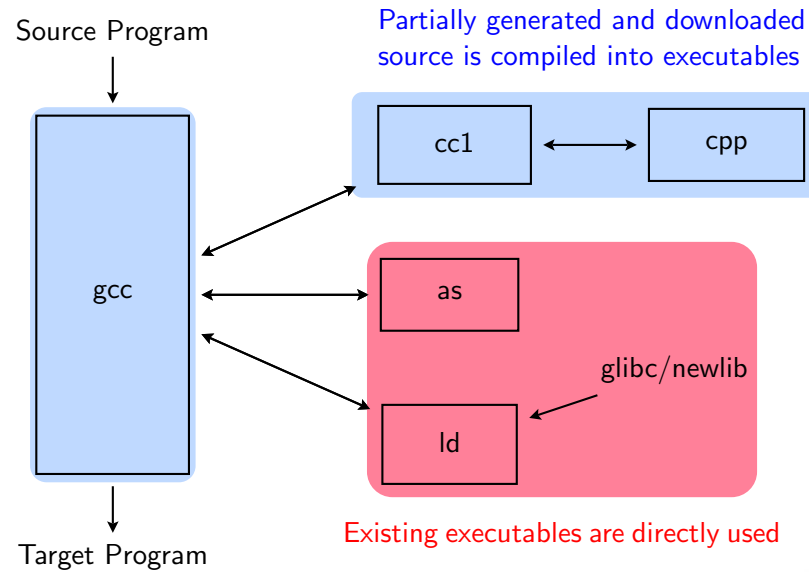 Source Program
Partially generated and downloaded
source is compiled into executables
cc1
cpp
gcc
as
glibc/newlib
ld
Existing executables are directly used
Target Program